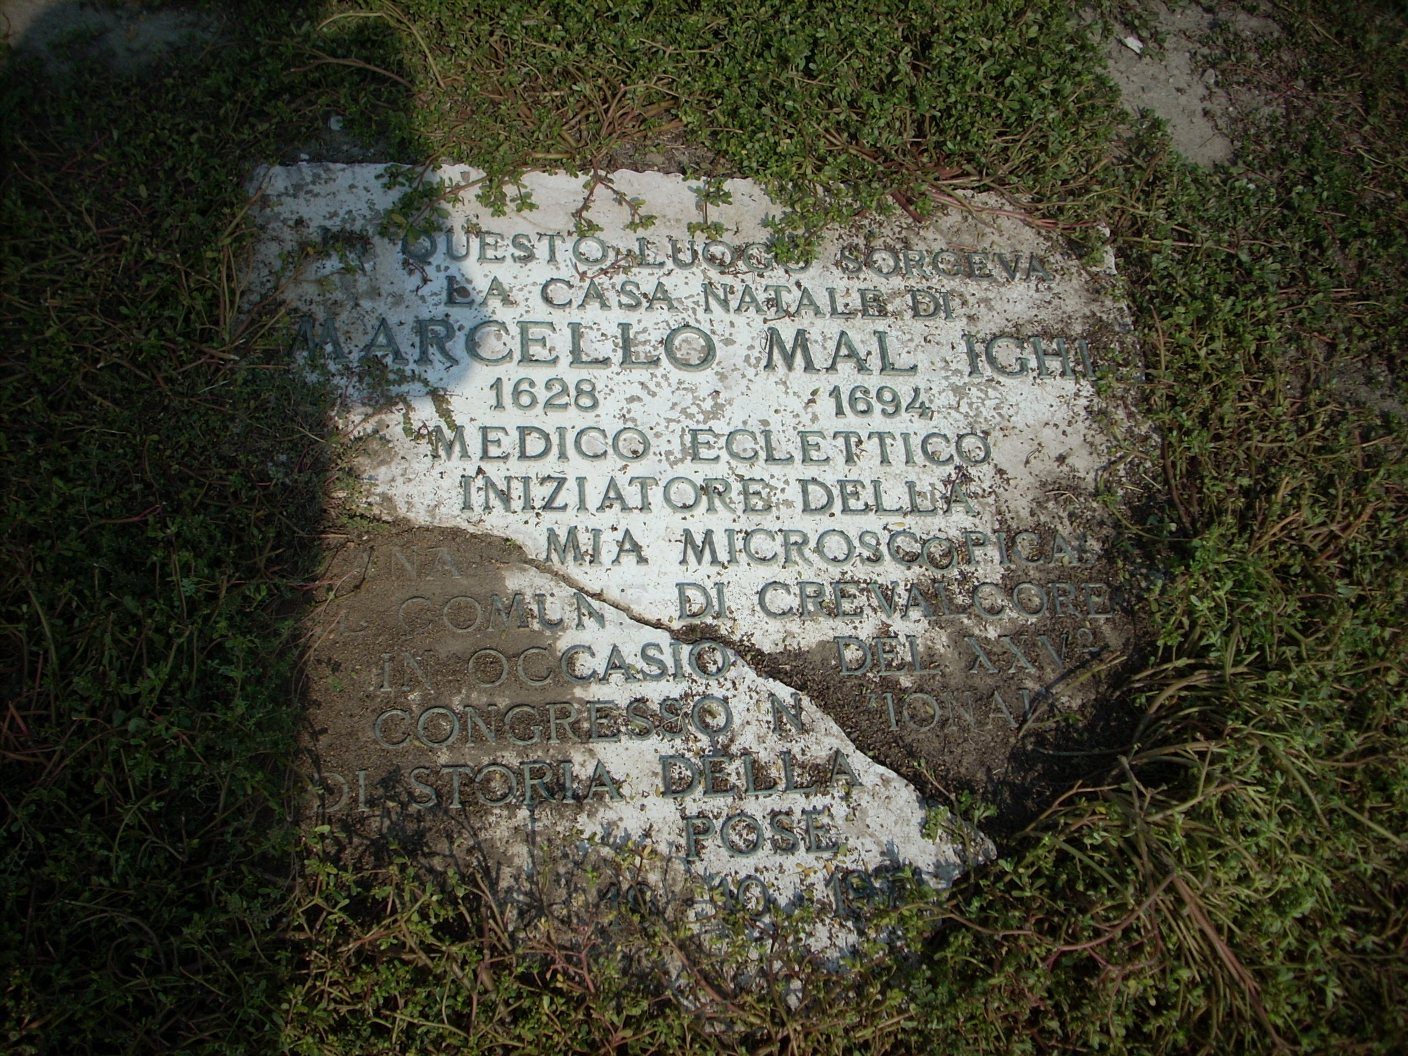 IN QUESTO LUOGO SORGEVA
LA CASA NATALE DI
MARCELLO MAL IGHI
1628 1694
MEDICO ECLETTICO
INIZIATORE DELLA
MIA MICROSCOPICA
COMUN DI CREVALCORE
IN OCCASIO DEL XXV°
CONGRESSO N IONAL
DI STORIA DELLA
POSE